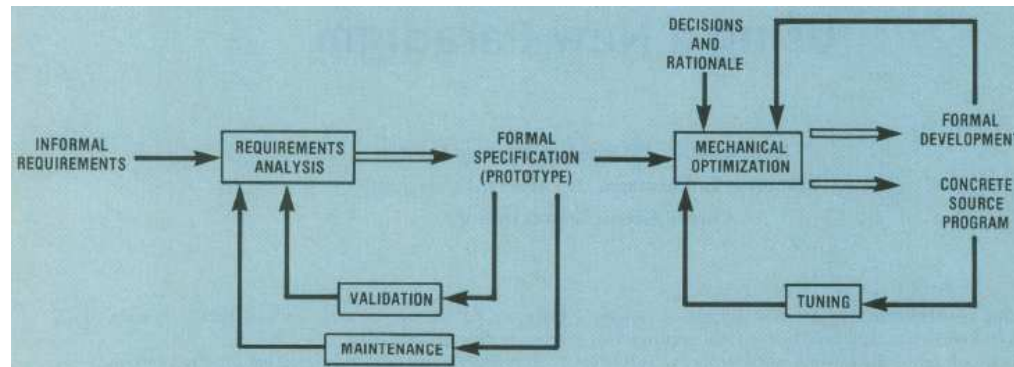 DECISIONS
AND
RATIONALE
INFORMAL
REQUIREMENTS
REQUIREMENTS
ANALYSIS
FORMAL
SPECIFICATION
(PROTOTYPE)
MECHANICAL
OPTIMIZATION
FORMAL
DEVELOPMENT
CONCRETE
SOURCE
PROGRAM
VALIDATION
TUNING
MAINTENANCE